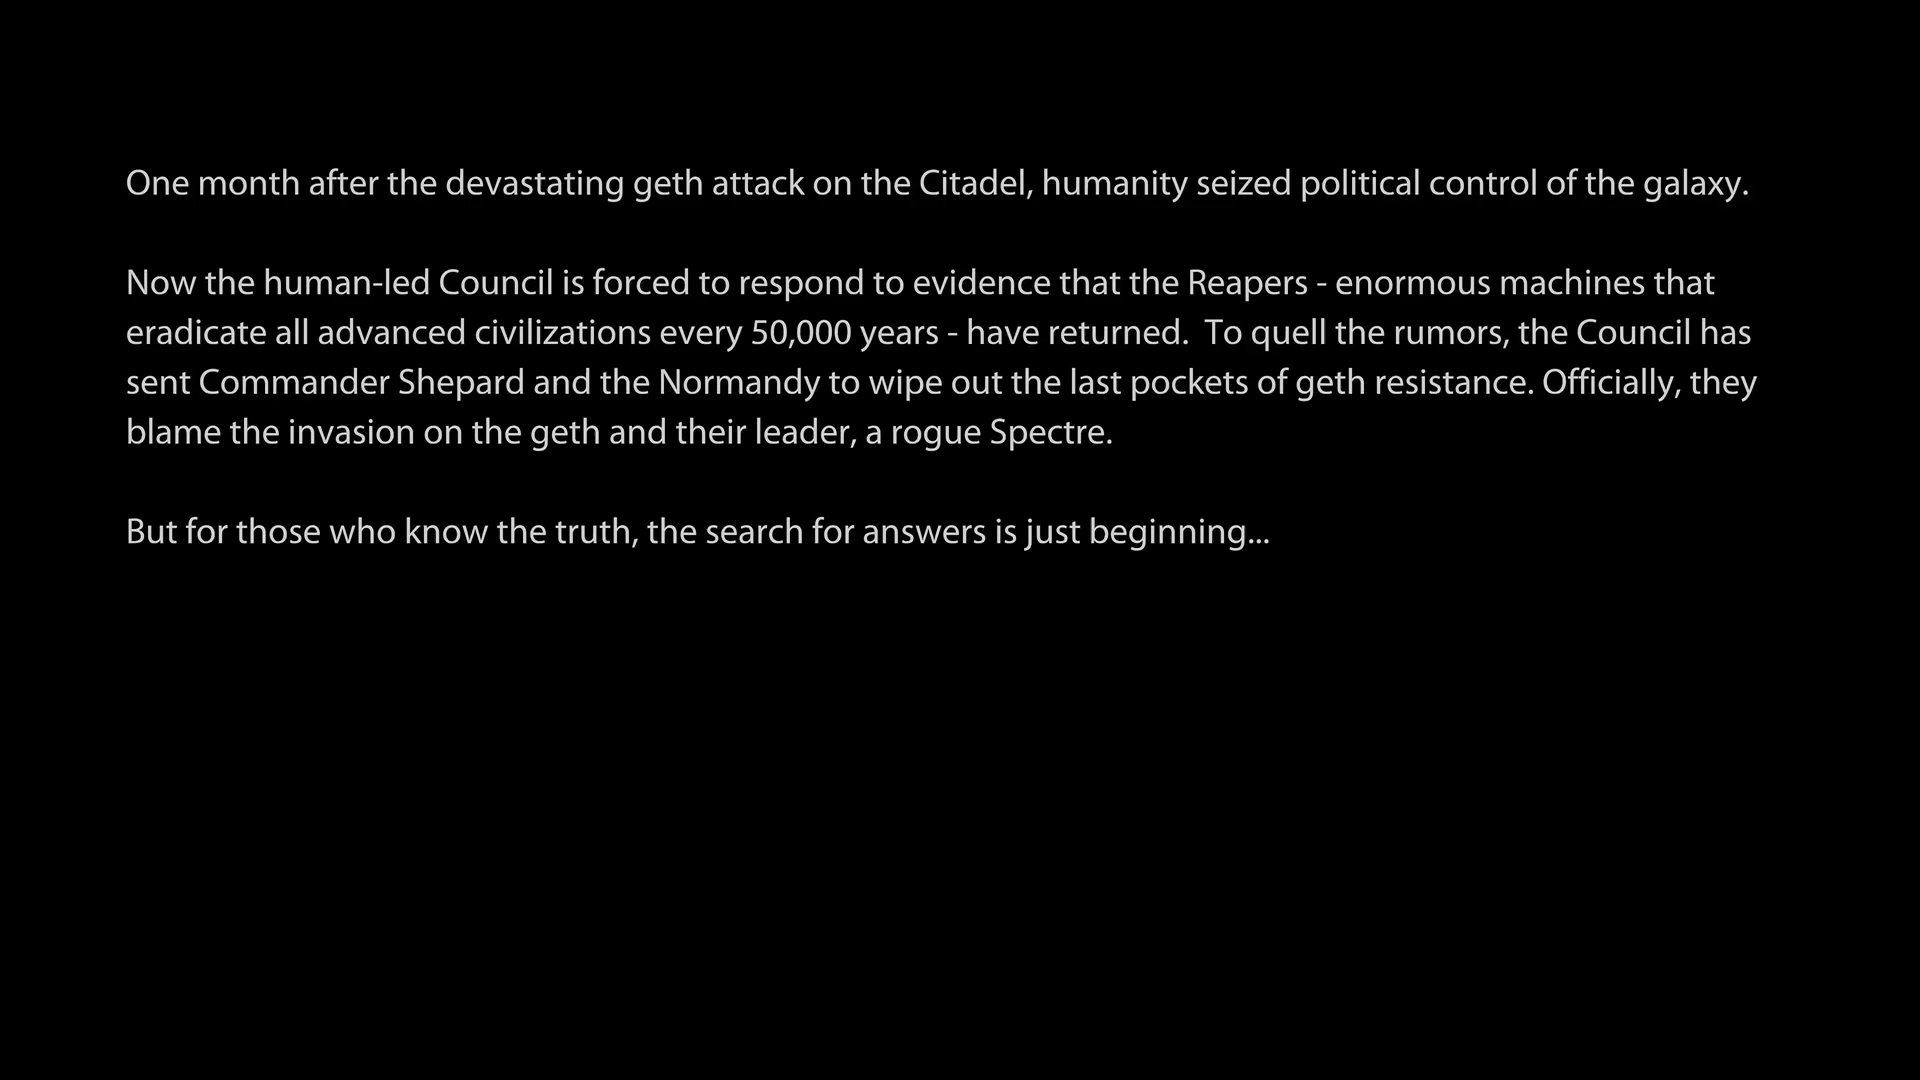 One month after the devastating geth attack on the Citadel, humanity seized political control of the galaxy.
Now the human-led Council is forced to respond to evidence that the Reapers - enormous machines that
eradicate all advanced civilizations every 50,000 years - have returned.  To quell the rumors, the Council has
sent Commander Shepard and the Normandy to wipe out the last pockets of geth resistance. Officially, they
blame the invasion on the geth and their leader, a rogue Spectre.
But for those who know the truth, the search for answers is just beginning...